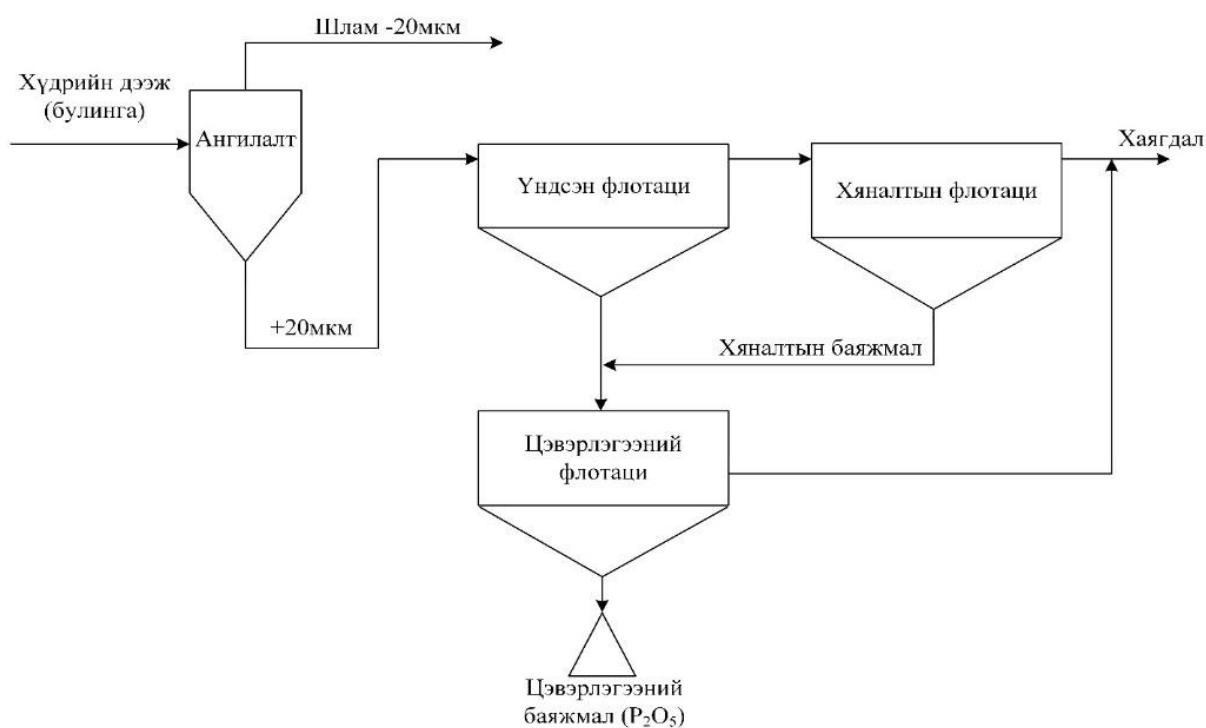 Шлам -20мкм
Хүдрийн дээж
(булинга)
Ангилалт
Хаягдал
Үндсэн флотаци
Хяналтын флотаци
+20мкм
Хяналтын баяжмал
Цэвэрлэгээний
флотаци
Цэвэрлэгээний
баяжмал (P₂O₅)